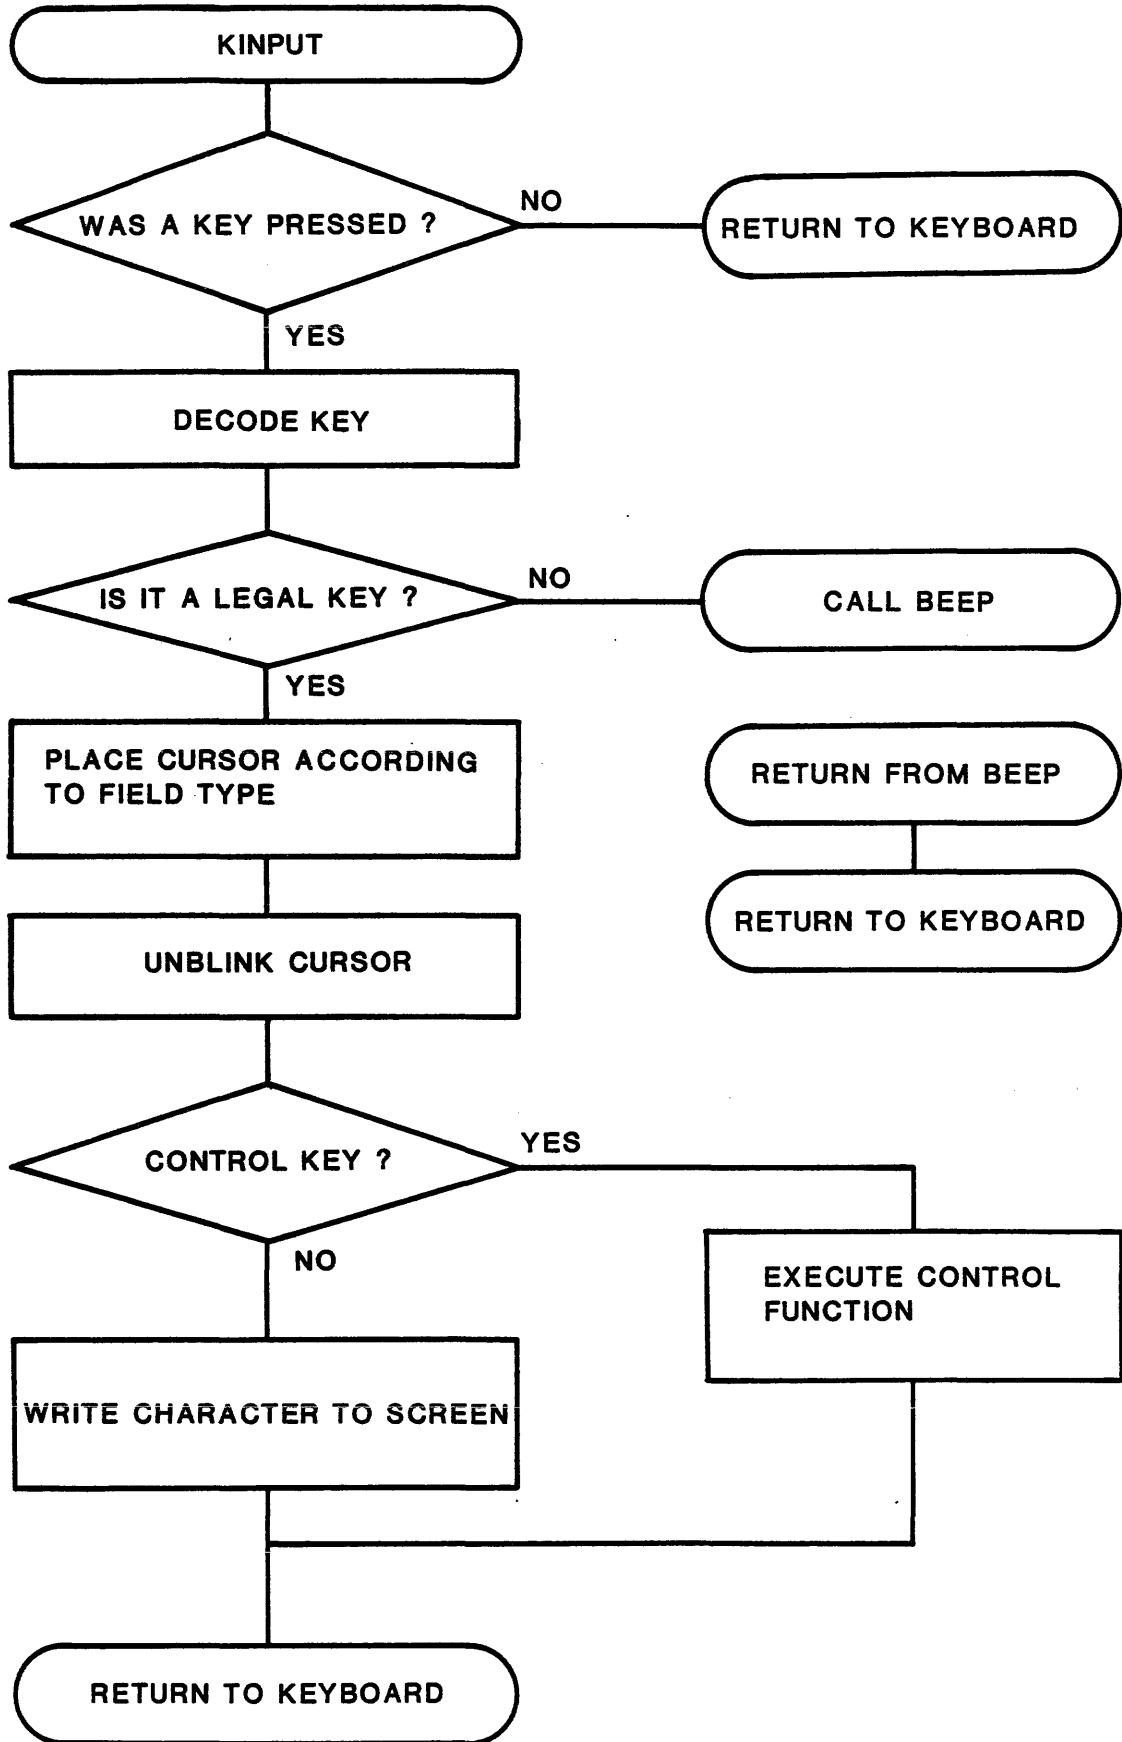 KINPUT
WAS A KEY PRESSED ?
NO
RETURN TO KEYBOARD
YES
DECODE KEY
IS IT A LEGAL KEY ?
NO
CALL BEEP
YES
PLACE CURSOR ACCORDING
TO FIELD TYPE
RETURN FROM BEEP
RETURN TO KEYBOARD
UNBLINK CURSOR
CONTROL KEY ?
YES
NO
EXECUTE CONTROL
FUNCTION
WRITE CHARACTER TO SCREEN
RETURN TO KEYBOARD